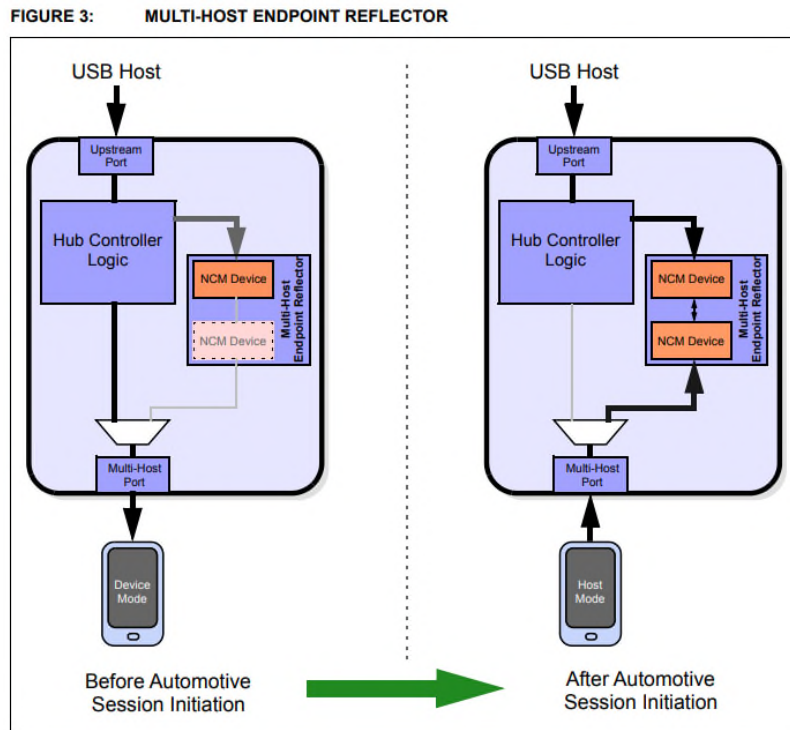 FIGURE 3: MULTI-HOST ENDPOINT REFLECTOR
USB Host
Upstream
Port
Hub Controller
Logic
NCM Device
NCM Device
Multi-Host
Endpoint Reflector
Multi-Host
Port
Device
Mode
Before Automotive
Session Initiation
USB Host
Upstream
Port
Hub Controller
Logic
NCM Device
NCM Device
Multi-Host
Endpoint Reflector
Multi-Host
Port
Host
Mode
After Automotive
Session Initiation